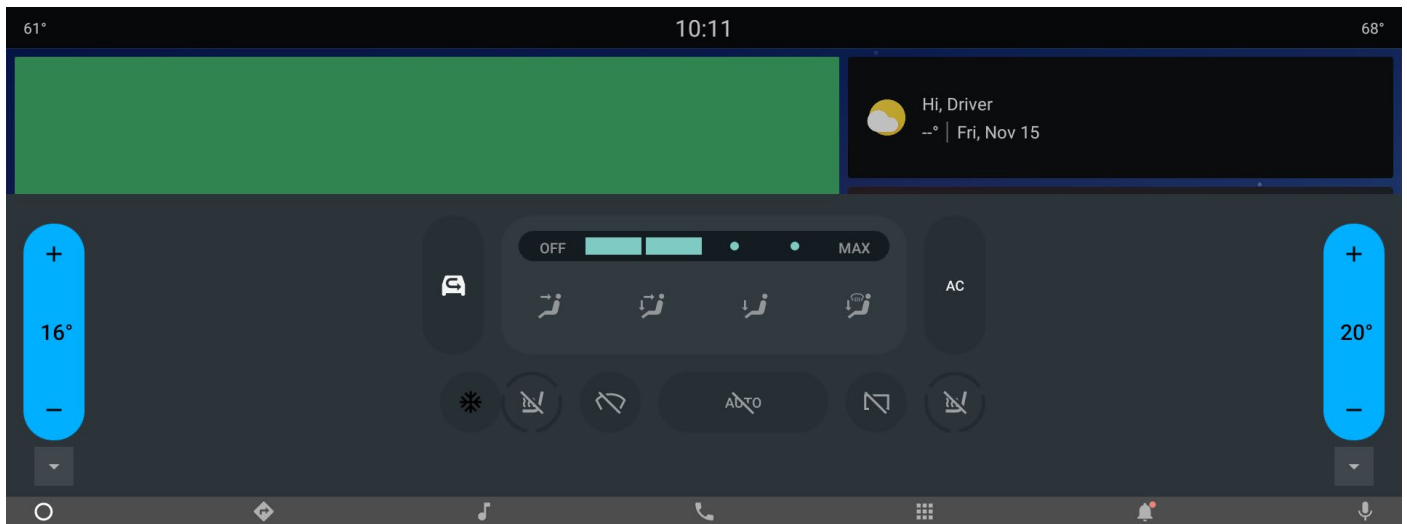 61° 10:11 68°
Hi, Driver
--° | Fri, Nov 15
OFF MAX
+ +
AC
16° 20°
AUTO
− −